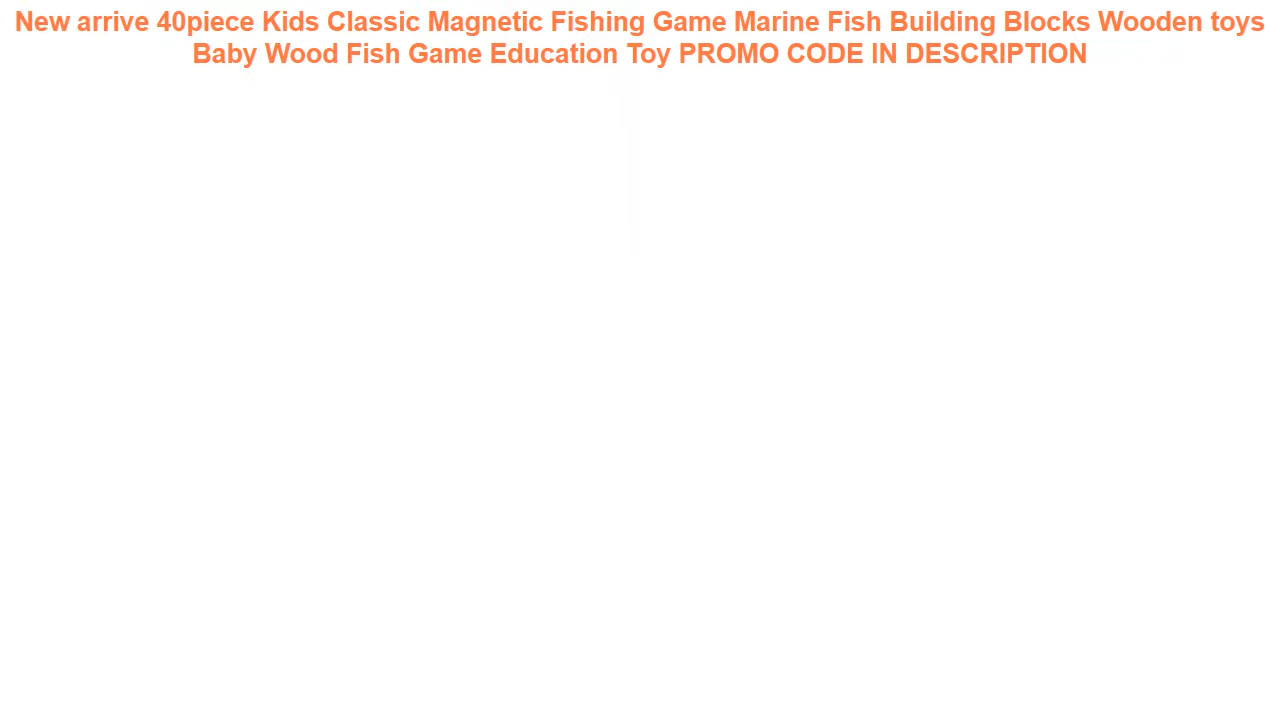 New arrive 40piece Kids Classic Magnetic Fishing Game Marine Fish Building Blocks Wooden toys
Baby Wood Fish Game Education Toy PROMO CODE IN DESCRIPTION